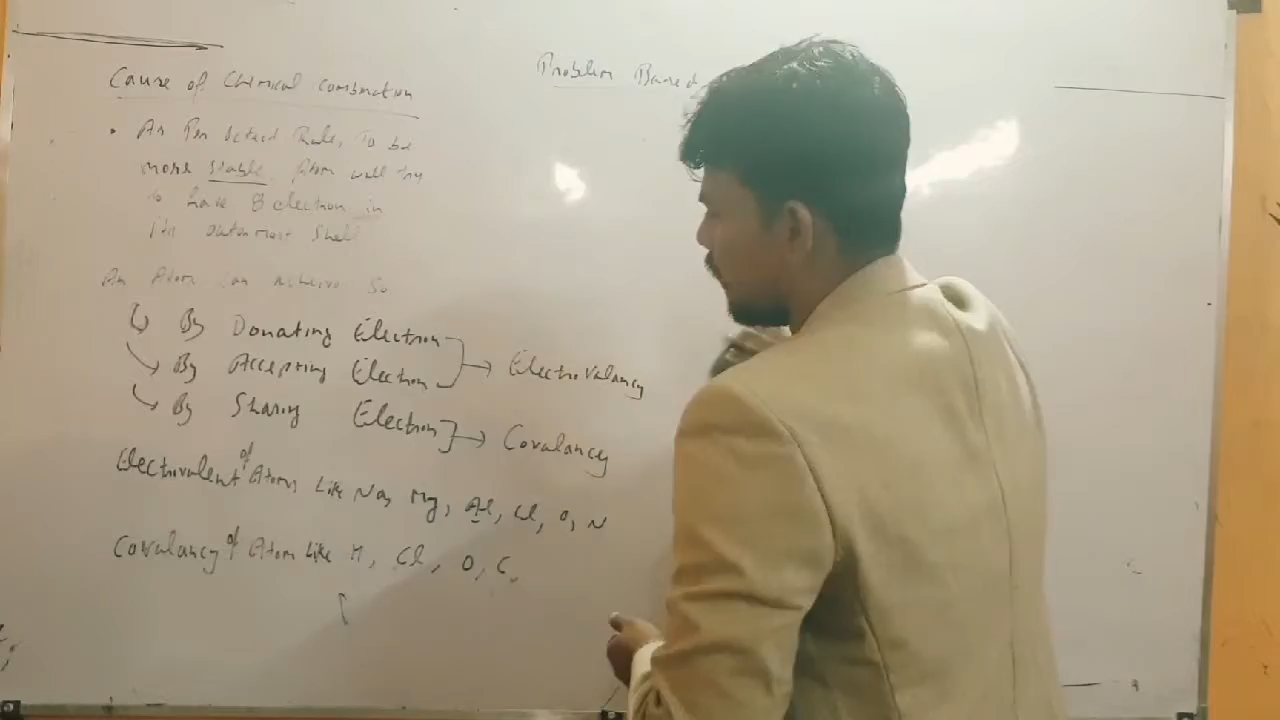 Cause of Chemical Combination
Problem Based
• As Per Octect Rule, To be
more stable Atom will try
to have 8 electron in
its outermost shell
An Atom can achieve so
By Donating Electron
By Accepting Electron → Electrovalancy
By Sharing Electron → Covalancy
Electrovalent of Atoms Like Na, Mg, Al, Cl, O, N
Covalancy of Atom Like H, Cl, O, C,